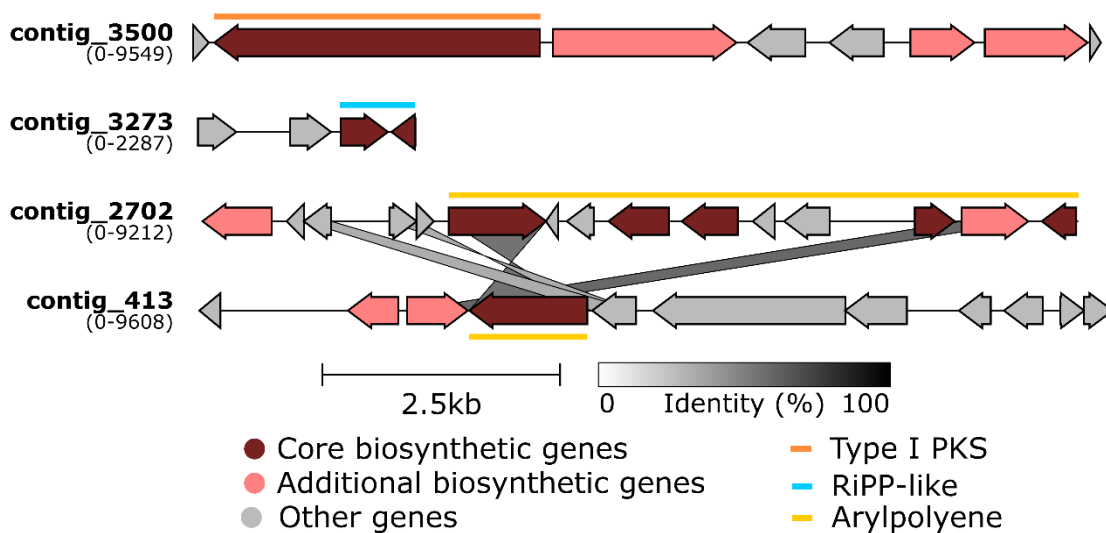 contig_3500
(0-9549)
contig_3273
(0-2287)
contig_2702
(0-9212)
contig_413
(0-9608)
2.5kb
0 Identity (%) 100
Core biosynthetic genes
Additional biosynthetic genes
Other genes
Type I PKS
RiPP-like
Arylpolyene